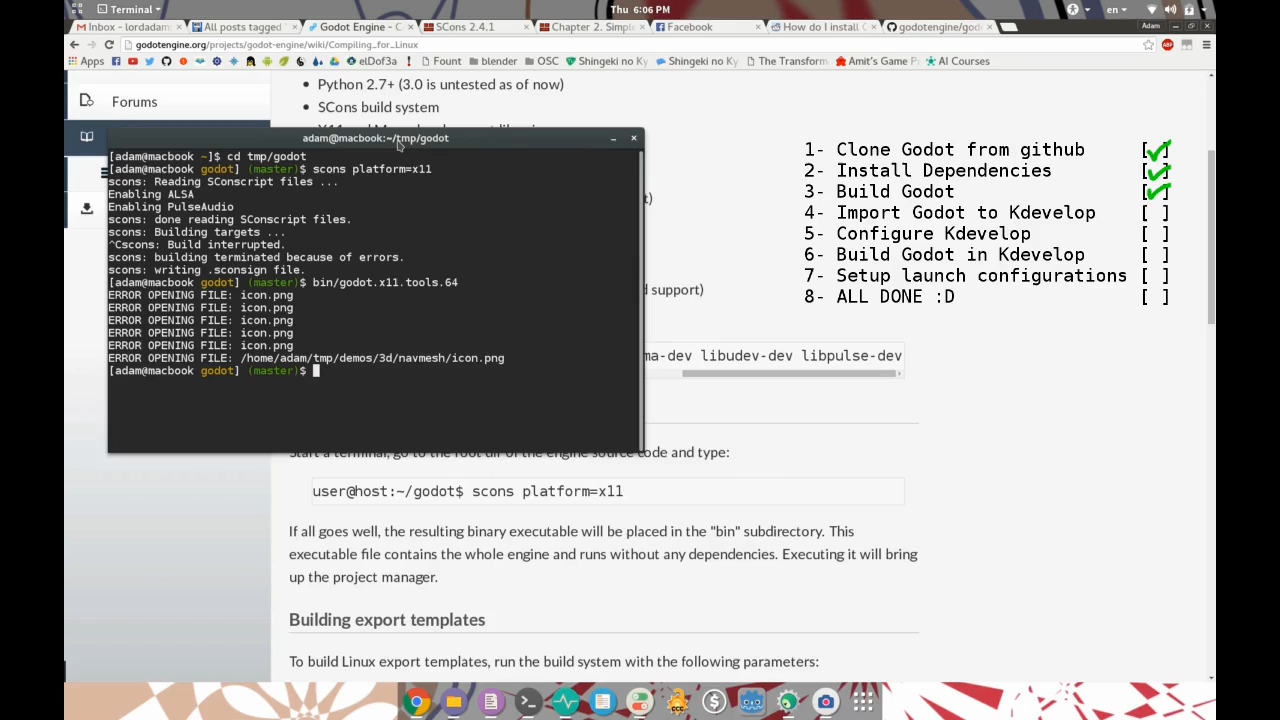 Terminal
Thu 6:06 PM
en
Inbox - lordadam
All posts tagged
Godot Engine - C
SCons 2.4.1
Chapter 2. Simple
Facebook
How do I install C
godotengine/god
Adam
godotengine.org/projects/godot-engine/wiki/Compiling_for_Linux
Apps
elDof3a
Fount
blender
OSC
Shingeki no Ky
Shingeki no Ky
The Transform
Amit's Game P
AI Courses
Forums
• Python 2.7+ (3.0 is untested as of now)
• SCons build system
adam@macbook:~/tmp/godot
[adam@macbook ~]$ cd tmp/godot
[adam@macbook godot] (master)$ scons platform=x11
scons: Reading SConscript files ...
Enabling ALSA
Enabling PulseAudio
scons: done reading SConscript files.
scons: Building targets ...
^Cscons: Build interrupted.
scons: building terminated because of errors.
scons: writing .sconsign file.
[adam@macbook godot] (master)$ bin/godot.x11.tools.64
ERROR OPENING FILE: icon.png
ERROR OPENING FILE: icon.png
ERROR OPENING FILE: icon.png
ERROR OPENING FILE: icon.png
ERROR OPENING FILE: icon.png
ERROR OPENING FILE: /home/adam/tmp/demos/3d/navmesh/icon.png
[adam@macbook godot] (master)$
1- Clone Godot from github [ ]
2- Install Dependencies [ ]
3- Build Godot [ ]
4- Import Godot to Kdevelop [ ]
5- Configure Kdevelop [ ]
6- Build Godot in Kdevelop [ ]
7- Setup launch configurations [ ]
8- ALL DONE :D [ ]
d support)
ma-dev libudev-dev libpulse-dev
Start a terminal, go to the root dir of the engine source code and type:
user@host:~/godot$ scons platform=x11
If all goes well, the resulting binary executable will be placed in the "bin" subdirectory. This
executable file contains the whole engine and runs without any dependencies. Executing it will bring
up the project manager.
Building export templates
To build Linux export templates, run the build system with the following parameters: